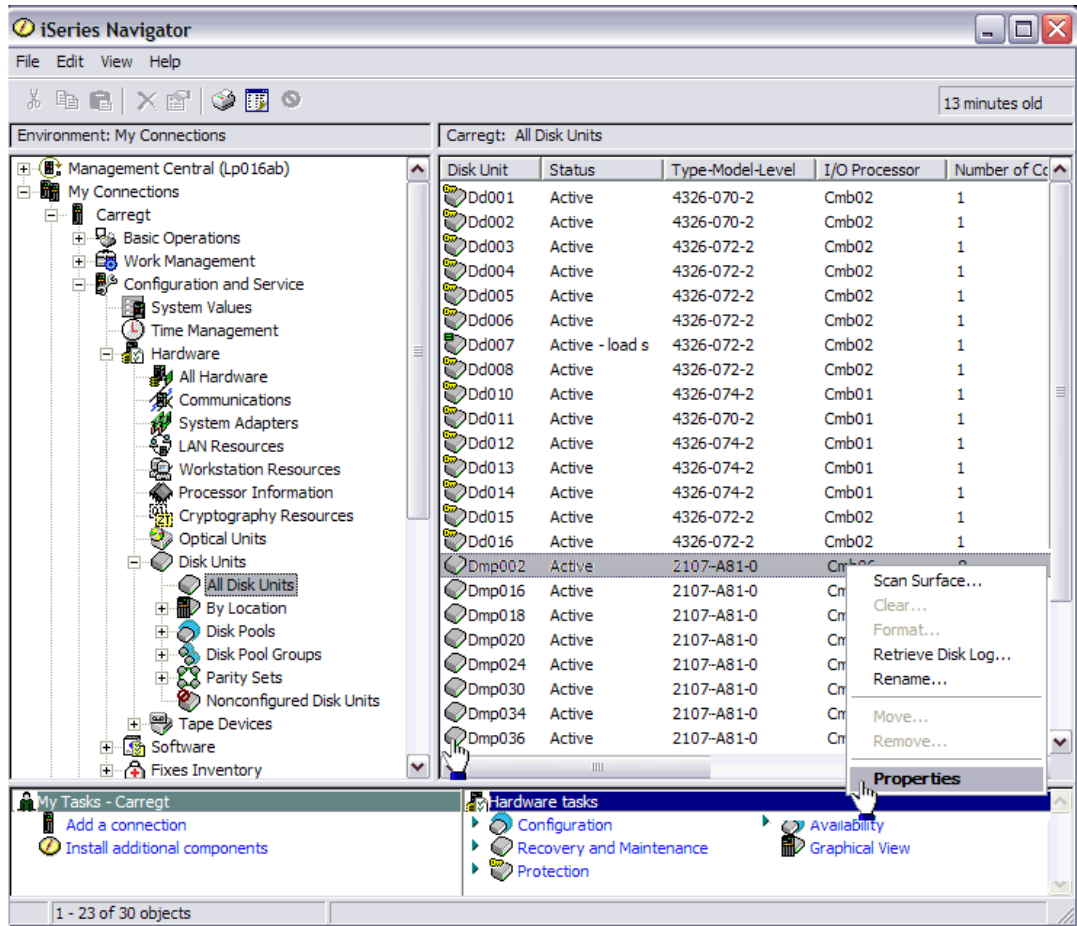 iSeries Navigator
File Edit View Help
13 minutes old
Environment: My Connections
Carregt: All Disk Units
Management Central (Lp016ab)
My Connections
Carregt
Basic Operations
Work Management
Configuration and Service
System Values
Time Management
Hardware
All Hardware
Communications
System Adapters
LAN Resources
Workstation Resources
Processor Information
Cryptography Resources
Optical Units
Disk Units
All Disk Units
By Location
Disk Pools
Disk Pool Groups
Parity Sets
Nonconfigured Disk Units
Tape Devices
Software
Fixes Inventory
Disk Unit Status Type-Model-Level I/O Processor Number of Cc
Dd001 Active 4326-070-2 Cmb02 1
Dd002 Active 4326-070-2 Cmb02 1
Dd003 Active 4326-072-2 Cmb02 1
Dd004 Active 4326-072-2 Cmb02 1
Dd005 Active 4326-072-2 Cmb02 1
Dd006 Active 4326-072-2 Cmb02 1
Dd007 Active - load s 4326-072-2 Cmb02 1
Dd008 Active 4326-072-2 Cmb02 1
Dd010 Active 4326-074-2 Cmb01 1
Dd011 Active 4326-070-2 Cmb01 1
Dd012 Active 4326-074-2 Cmb01 1
Dd013 Active 4326-074-2 Cmb01 1
Dd014 Active 4326-074-2 Cmb01 1
Dd015 Active 4326-072-2 Cmb02 1
Dd016 Active 4326-072-2 Cmb02 1
Dmp002 Active 2107-A81-0
Dmp016 Active 2107-A81-0 Cm
Dmp018 Active 2107-A81-0 Cm
Dmp020 Active 2107-A81-0 Cm
Dmp024 Active 2107-A81-0 Cm
Dmp030 Active 2107-A81-0 Cm
Dmp034 Active 2107-A81-0 Cm
Dmp036 Active 2107-A81-0 Cm
Scan Surface...
Clear...
Format...
Retrieve Disk Log...
Rename...
Move...
Remove...
Properties
My Tasks - Carregt
Add a connection
Install additional components
Hardware tasks
Configuration
Recovery and Maintenance
Protection
Availability
Graphical View
1 - 23 of 30 objects